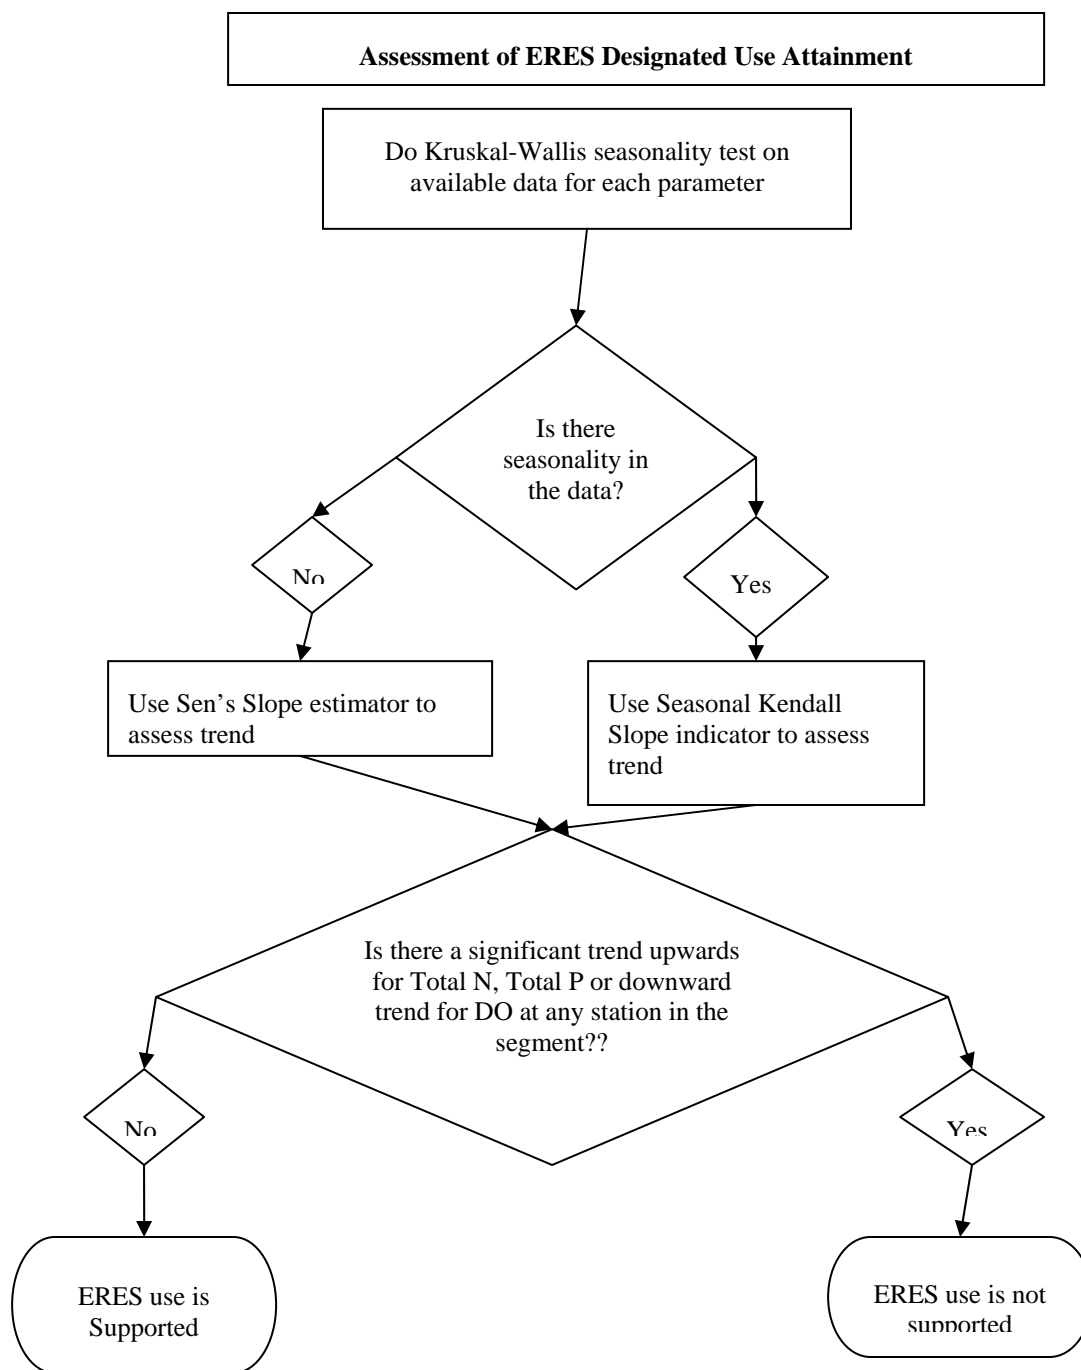 Assessment of ERES Designated Use Attainment
Do Kruskal-Wallis seasonality test on
available data for each parameter
Is there
seasonality in
the data?
No
Yes
Use Sen’s Slope estimator to
assess trend
Use Seasonal Kendall
Slope indicator to assess
trend
Is there a significant trend upwards
for Total N, Total P or downward
trend for DO at any station in the
segment??
No
Yes
ERES use is
Supported
ERES use is not
supported